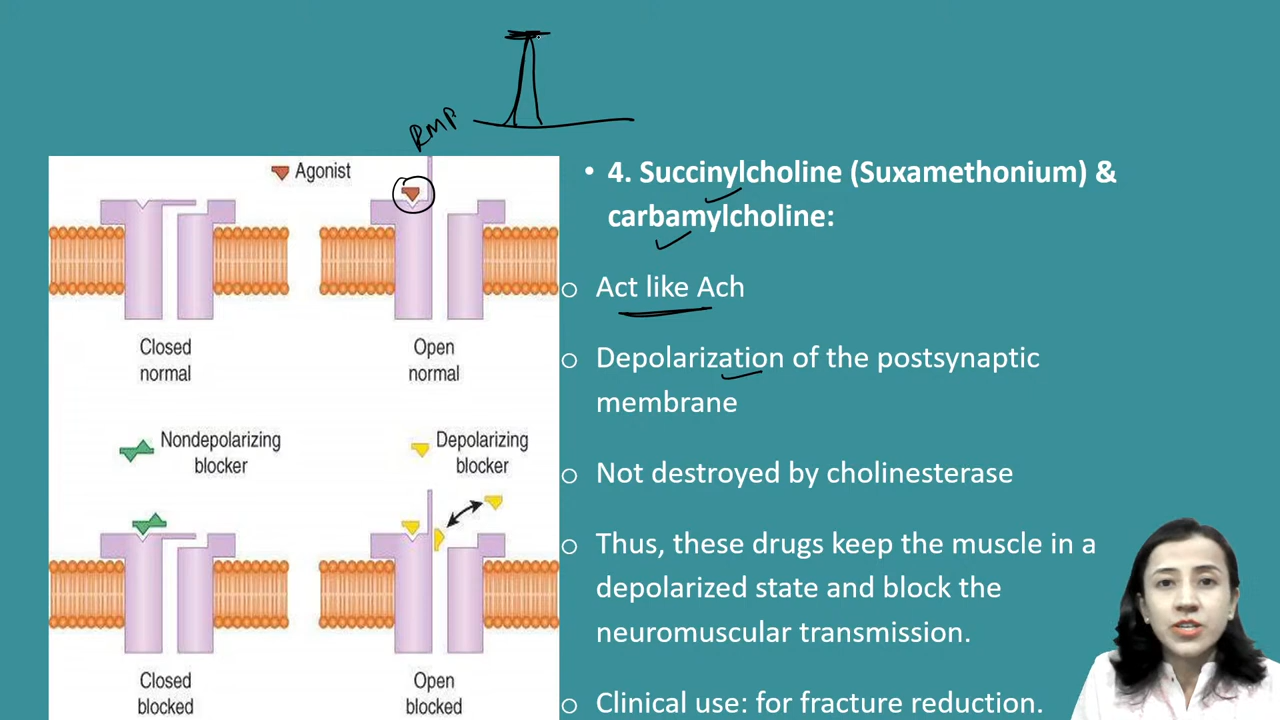 RMP
Agonist
Closed
normal
Open
normal
Nondepolarizing
blocker
Depolarizing
blocker
Closed
blocked
Open
blocked
• 4. Succinylcholine (Suxamethonium) &
carbamylcholine:
o Act like Ach
o Depolarization of the postsynaptic
membrane
o Not destroyed by cholinesterase
o Thus, these drugs keep the muscle in a
depolarized state and block the
neuromuscular transmission.
o Clinical use: for fracture reduction.